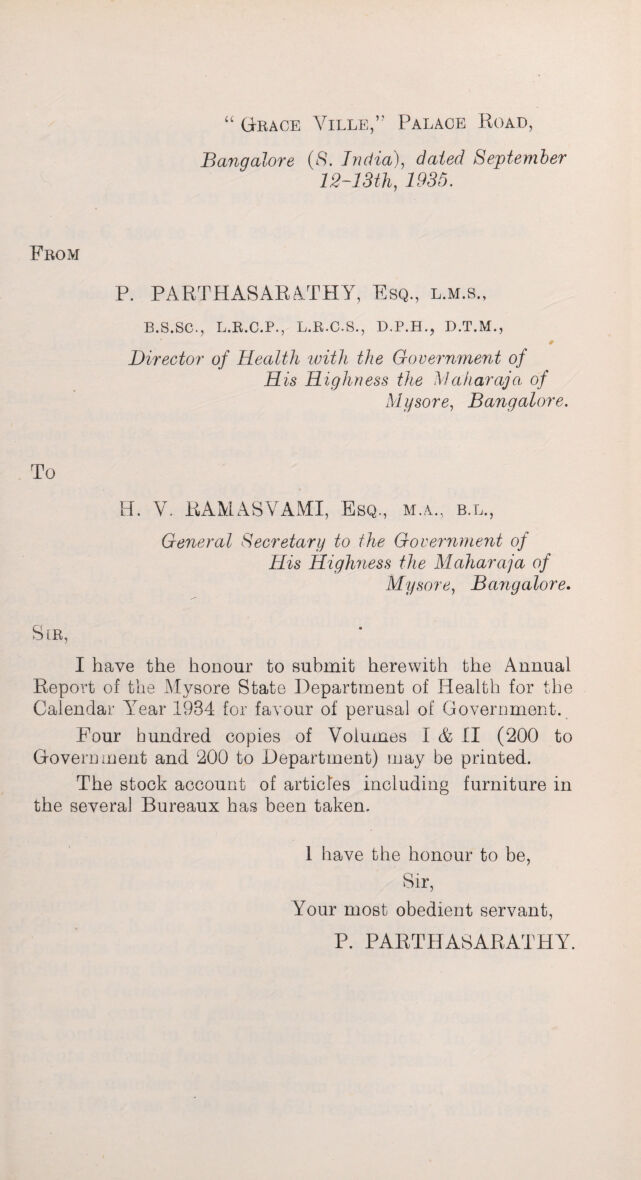 “ Grace Ville,” Palace Road,
Bangalore (S. India), dated September
12-13th, 1935.
From
P. PARTHASARATHY, Esq., L.M.S.,
B.S.SC., L.R.C.P., L.R.C.S., D.P.H., D.T.M.,
Director of Health with the Government of
His Highness the Maharaja of
Mysore, Bangalore.
To
H. V. RAMASVAMI, Esq., M.A., B.L.,
General Secretary to the Government of
His Highness the Maharaja of
Mysore, Bangalore.
Sir,
I have the honour to submit herewith the Annual
Report of the Mysore State Department of Health for the
Calendar Year 1934 for favour of perusal of Government.
Four hundred copies of Volumes I & II (200 to
Government and 200 to Department) may be printed.
The stock account of articles including furniture in
the several Bureaux has been taken.
I have the honour to be,
Sir,
Your most obedient servant,
P. PARTHASARATHY.